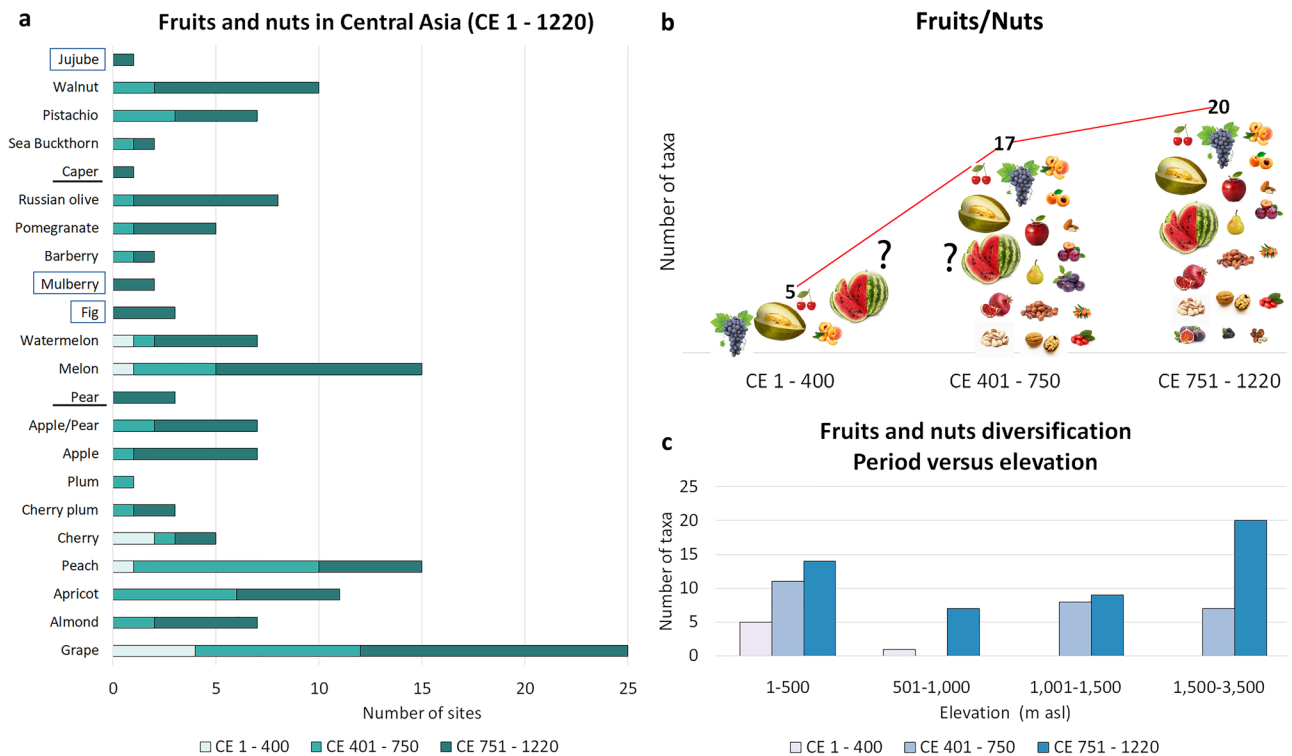 a
Fruits and nuts in Central Asia (CE 1 - 1220)
Jujube
Walnut
Pistachio
Sea Buckthorn
Caper
Russian olive
Pomegranate
Barberry
Mulberry
Fig
Watermelon
Melon
Pear
Apple/Pear
Apple
Plum
Cherry plum
Cherry
Peach
Apricot
Almond
Grape
0 5 10 15 20 25
Number of sites
CE 1 - 400 CE 401 - 750 CE 751 - 1220
b
Fruits/Nuts
Number of taxa
5
?
17
?
20
CE 1 - 400 CE 401 - 750 CE 751 - 1220
c
Fruits and nuts diversification
Period versus elevation
Number of taxa
25
20
15
10
5
0
1-500 501-1,000 1,001-1,500 1,500-3,500
Elevation (m asl)
CE 1 - 400 CE 401 - 750 CE 751 - 1220